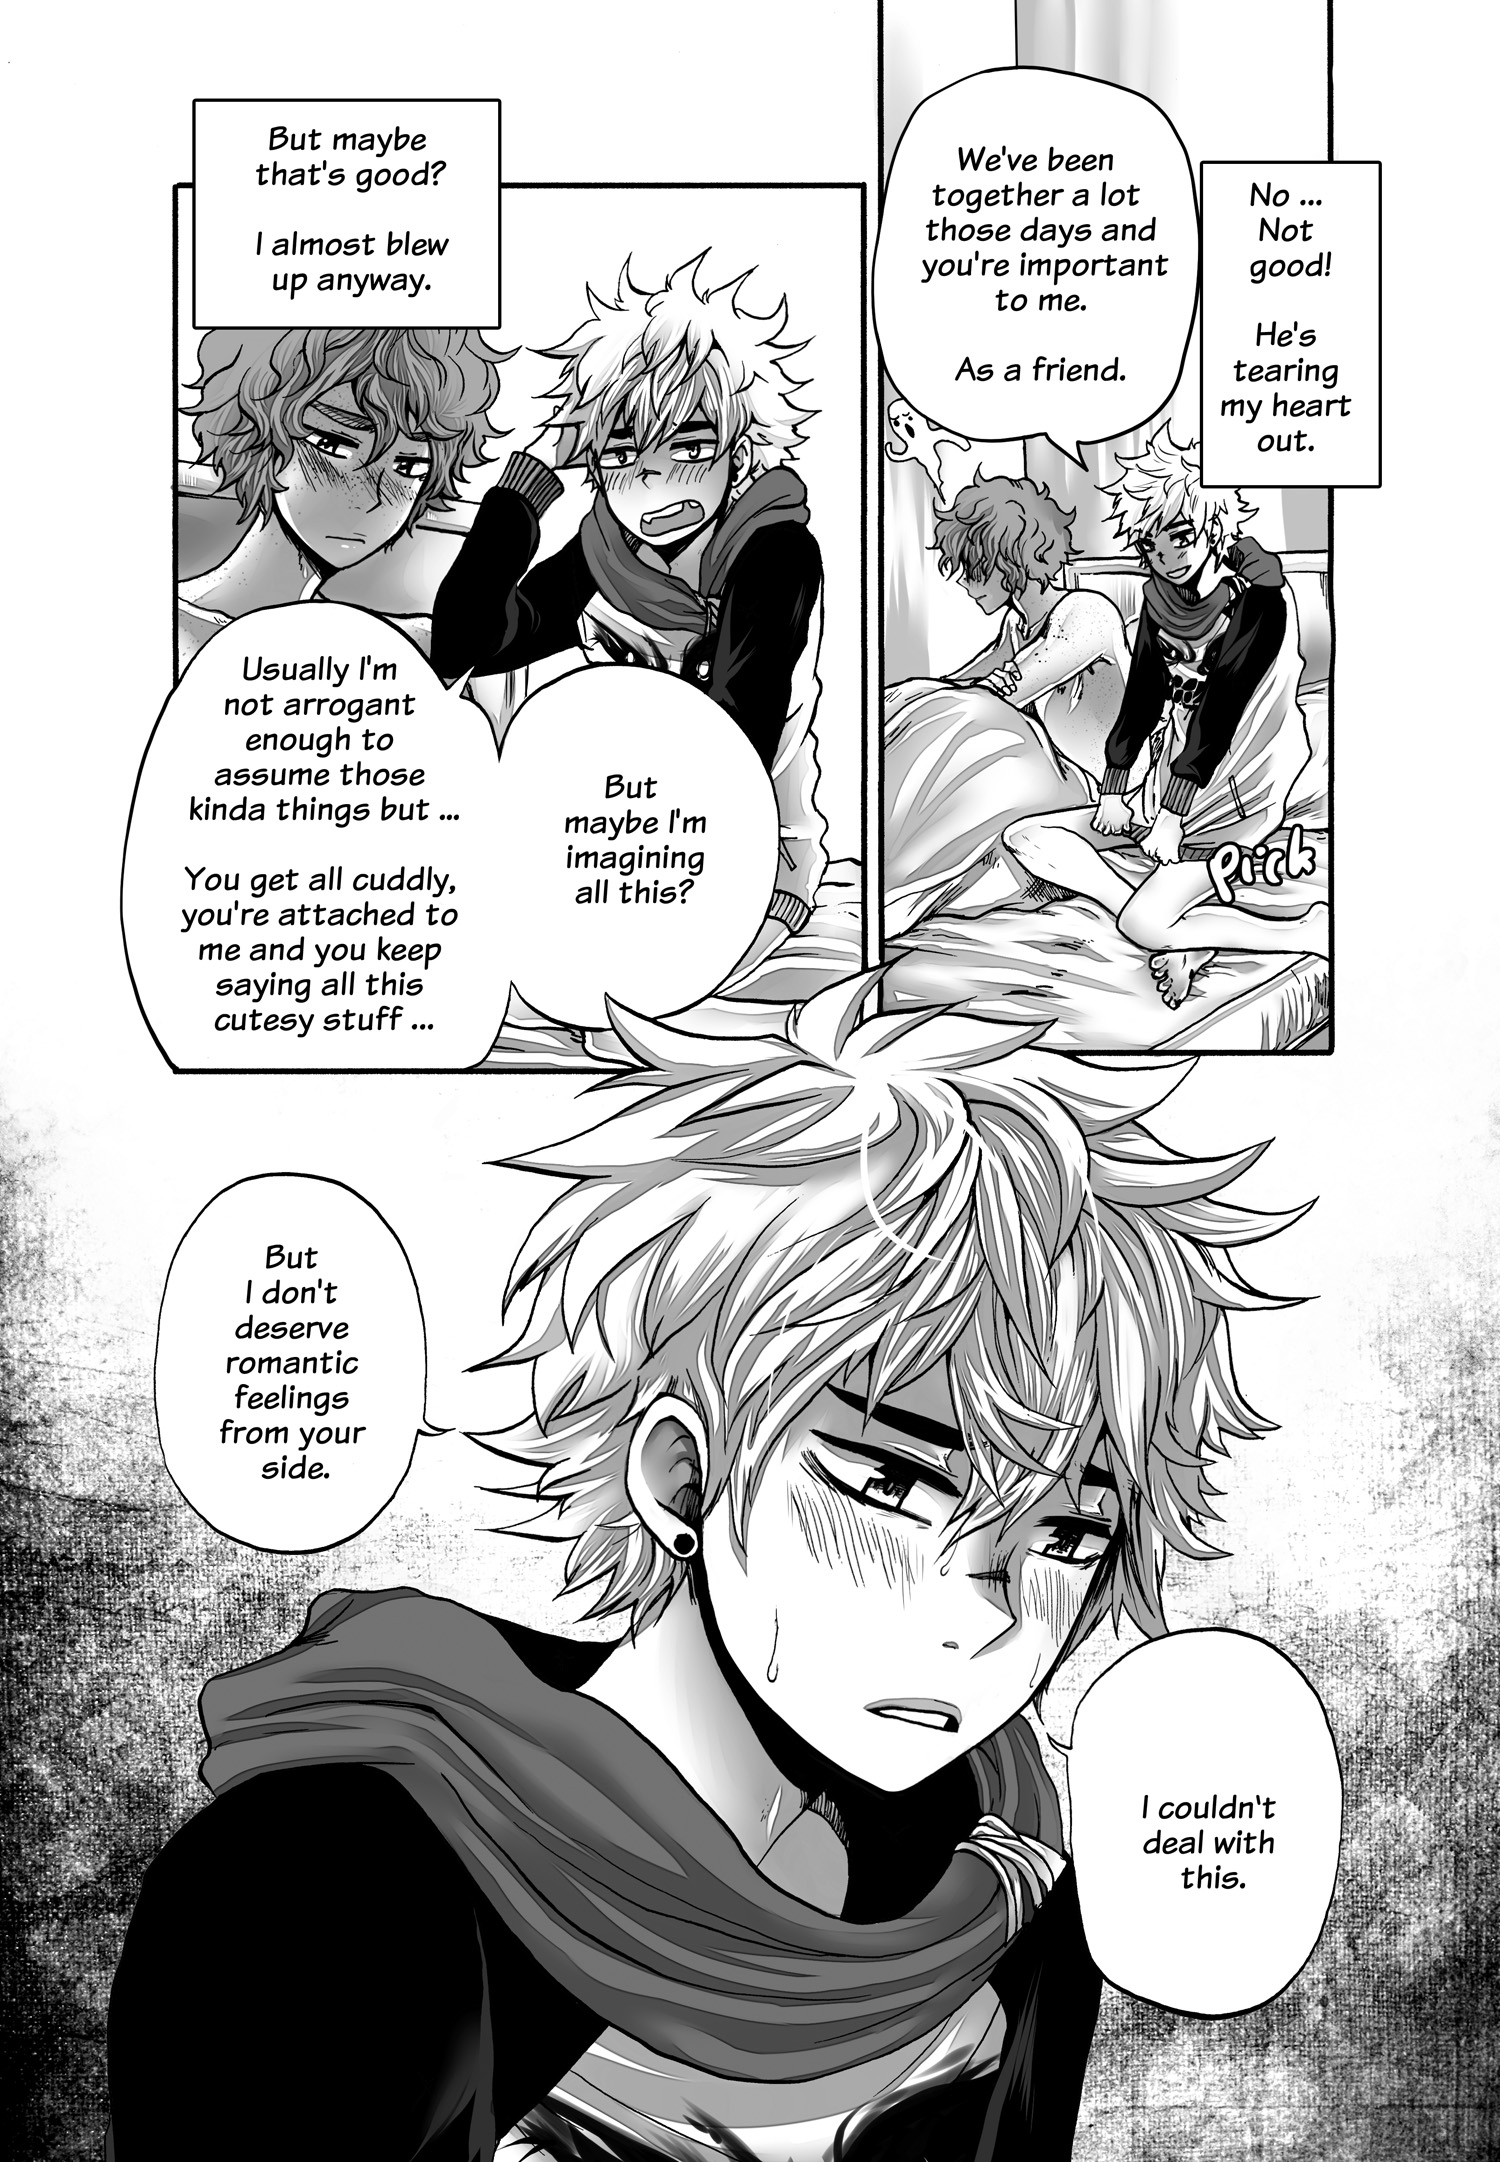 But maybe
that's good?
I almost blew
up anyway.
Usually I'm
not arrogant
enough to
assume those
kinda things but ...
You get all cuddly,
you're attached to
me and you keep
saying all this
cutesy stuff ...
But
maybe I'm
imagining
all this?
We've been
together a lot
those days and
you're important
to me.
As a friend.
No ...
Not
good!
He's
tearing
my heart
out.
But
I don't
deserve
romantic
feelings
from your
side.
I couldn't
deal with
this.